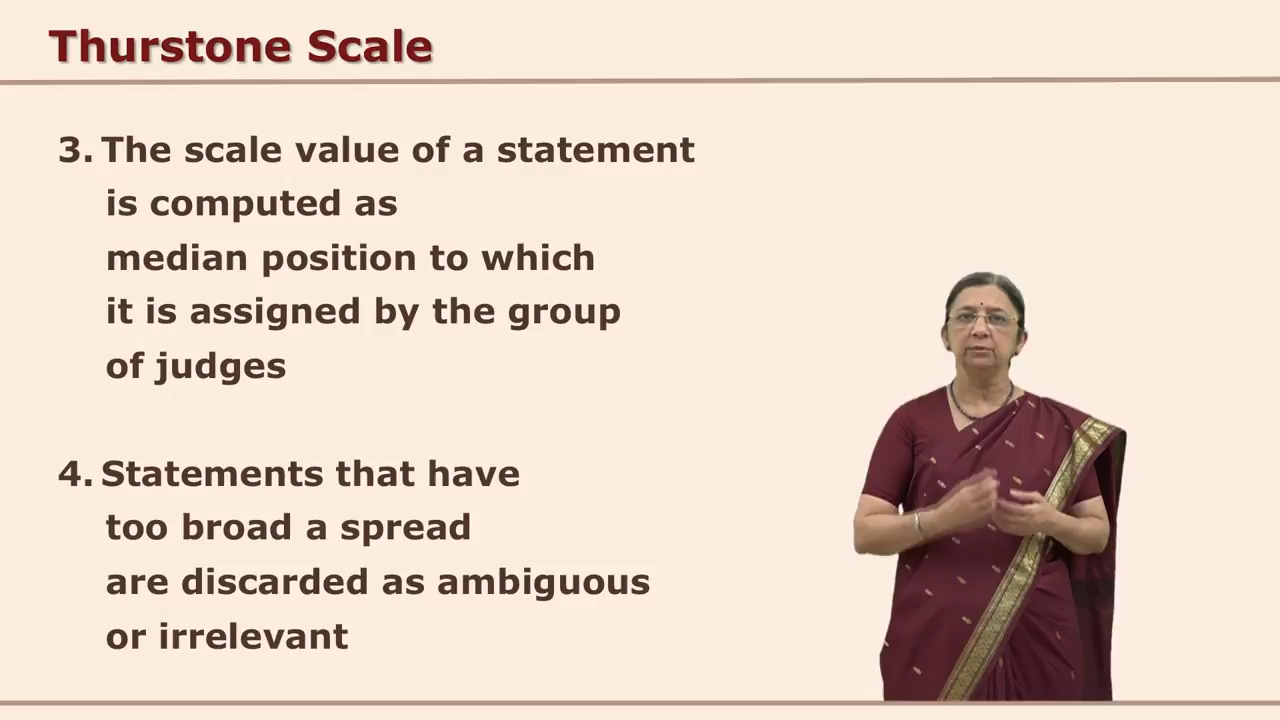 Thurstone Scale
3. The scale value of a statement
is computed as
median position to which
it is assigned by the group
of judges
4. Statements that have
too broad a spread
are discarded as ambiguous
or irrelevant